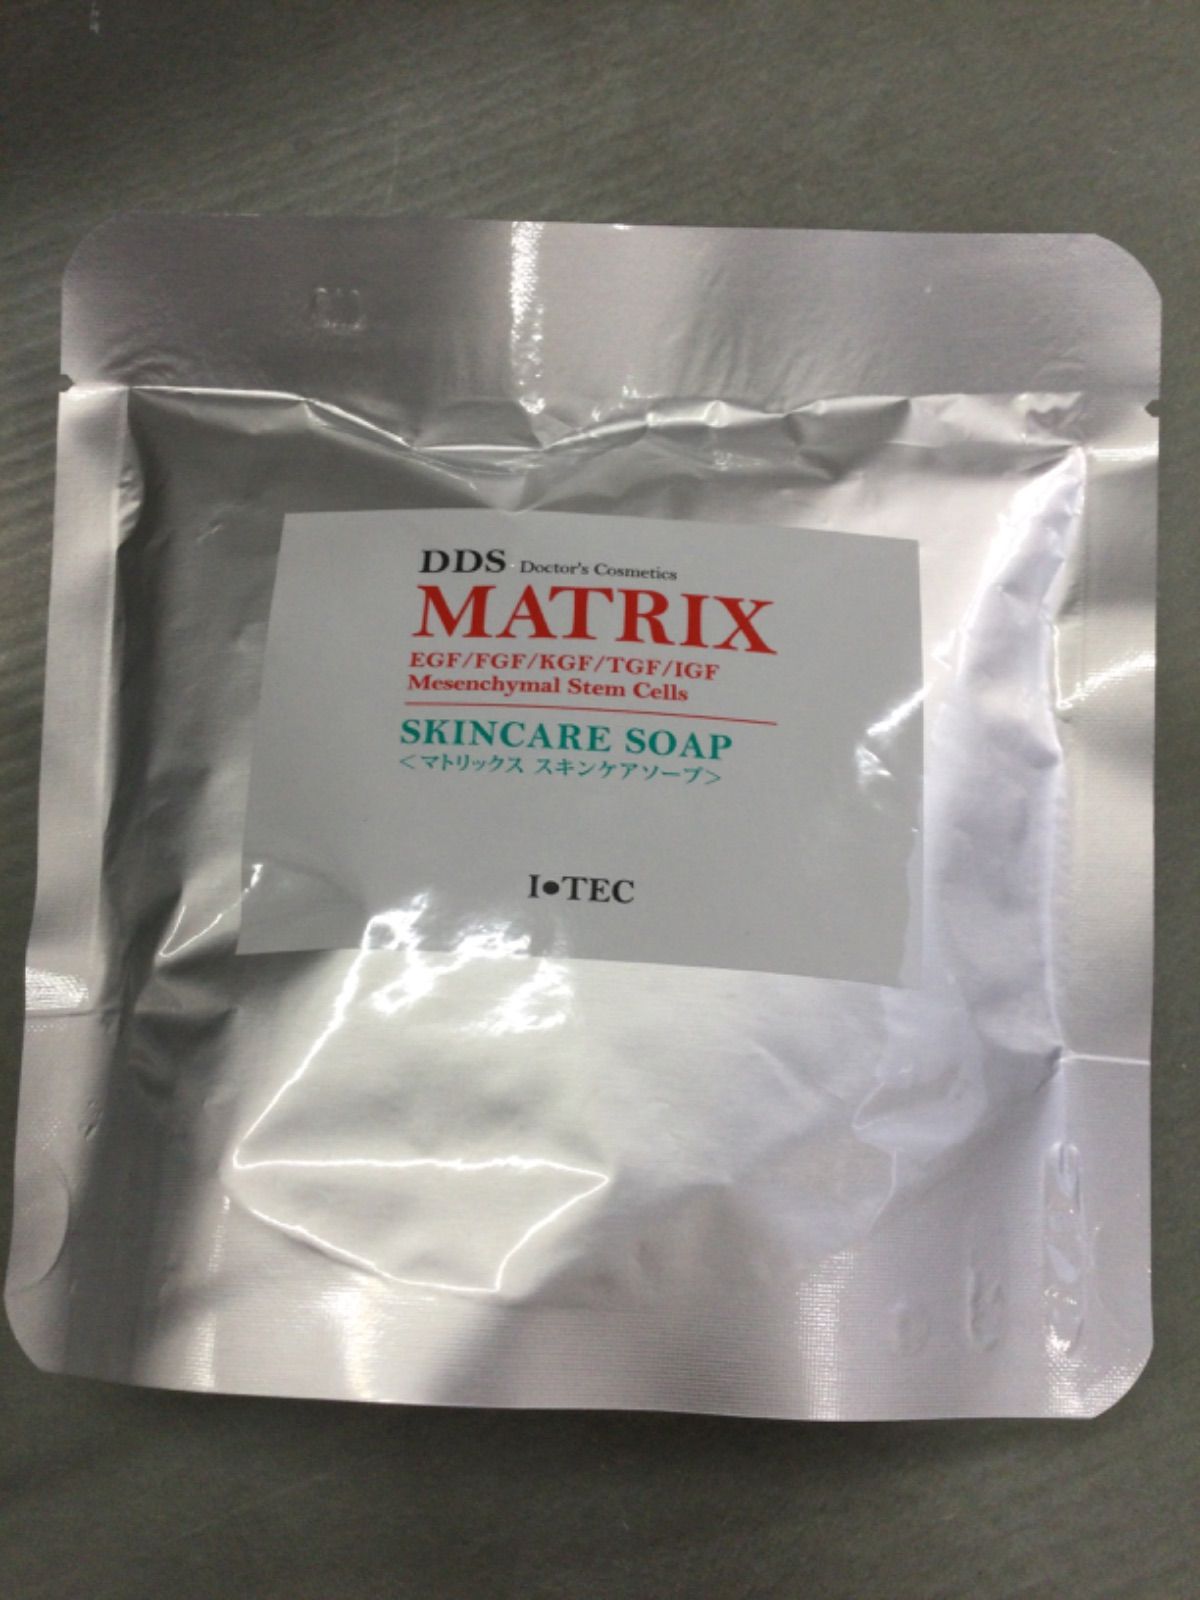 DDS Doctor's Cosmetics
MATRIX
EGF/FGF/KGF/TGF/IGF
Mesenchymal Stem Cells
SKINCARE SOAP
<マトリックス スキンケアソープ>
I●TEC